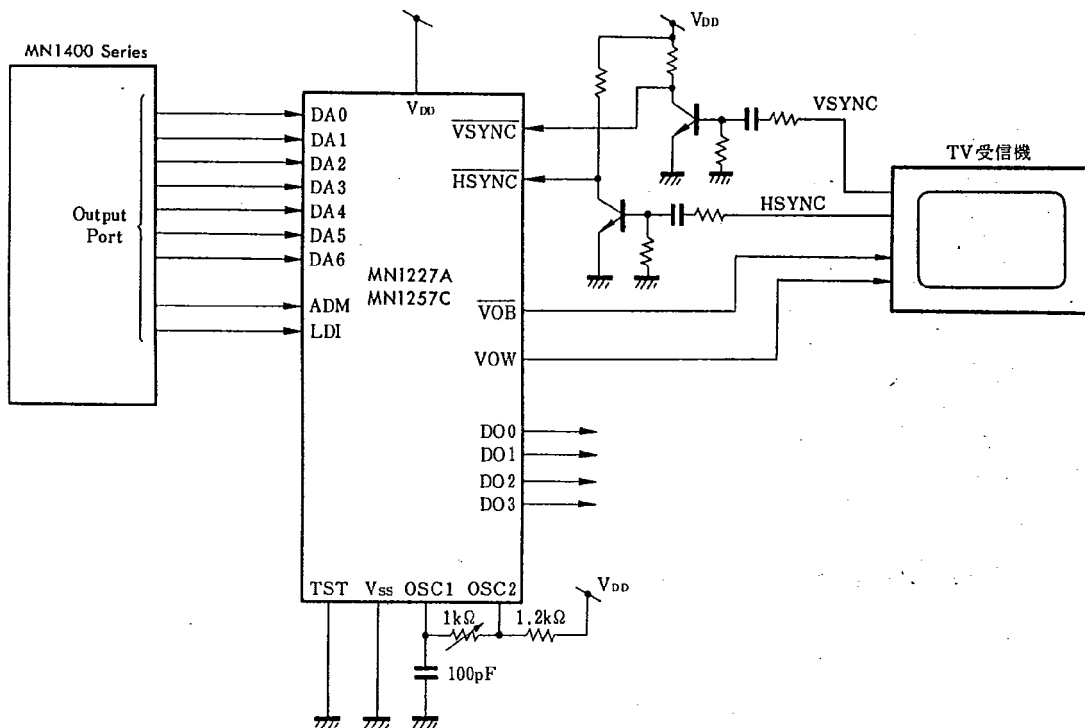 MN1400 Series
Output
Port
VDD
DA0
DA1
DA2
DA3
DA4
DA5
DA6
ADM
LDI
MN1227A
MN1257C
VSYNC
HSYNC
VOB
VOW
DO0
DO1
DO2
DO3
TST
VSS
OSC1
OSC2
1kΩ
1.2kΩ
VDD
100pF
VDD
VSYNC
HSYNC
TV受信機